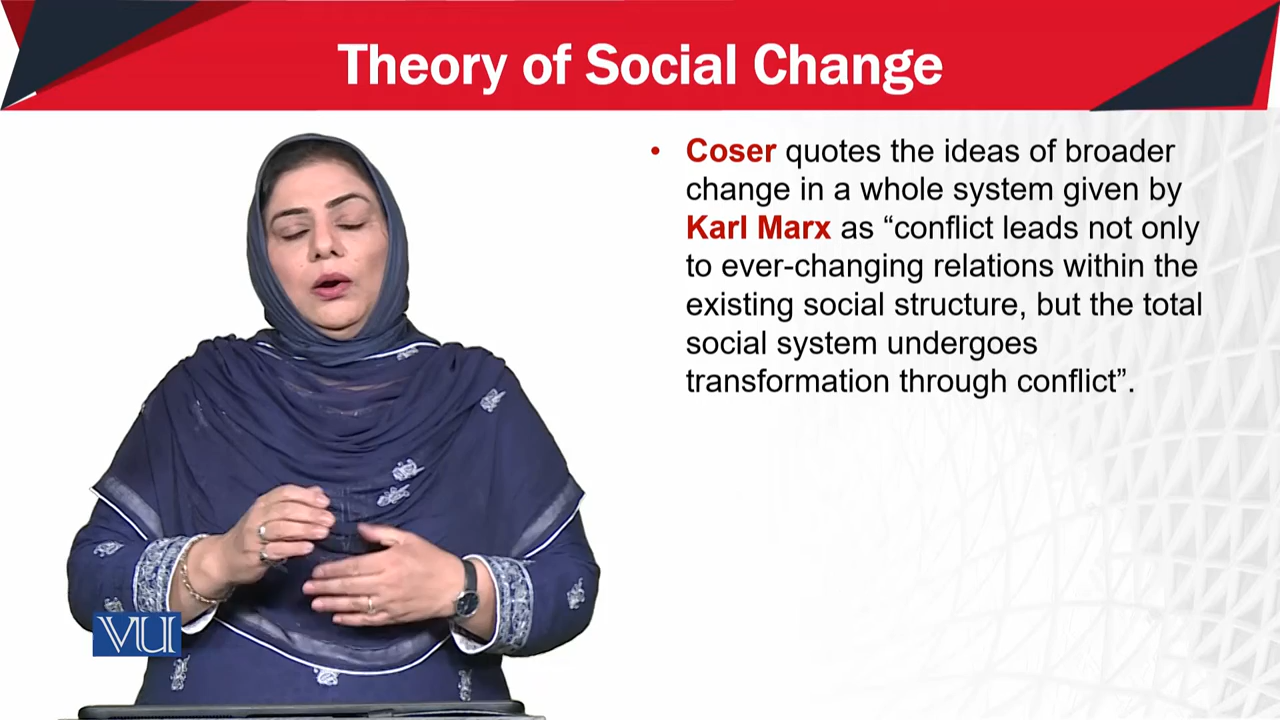 Theory of Social Change
• Coser quotes the ideas of broader
change in a whole system given by
Karl Marx as “conflict leads not only
to ever-changing relations within the
existing social structure, but the total
social system undergoes
transformation through conflict”.
VU